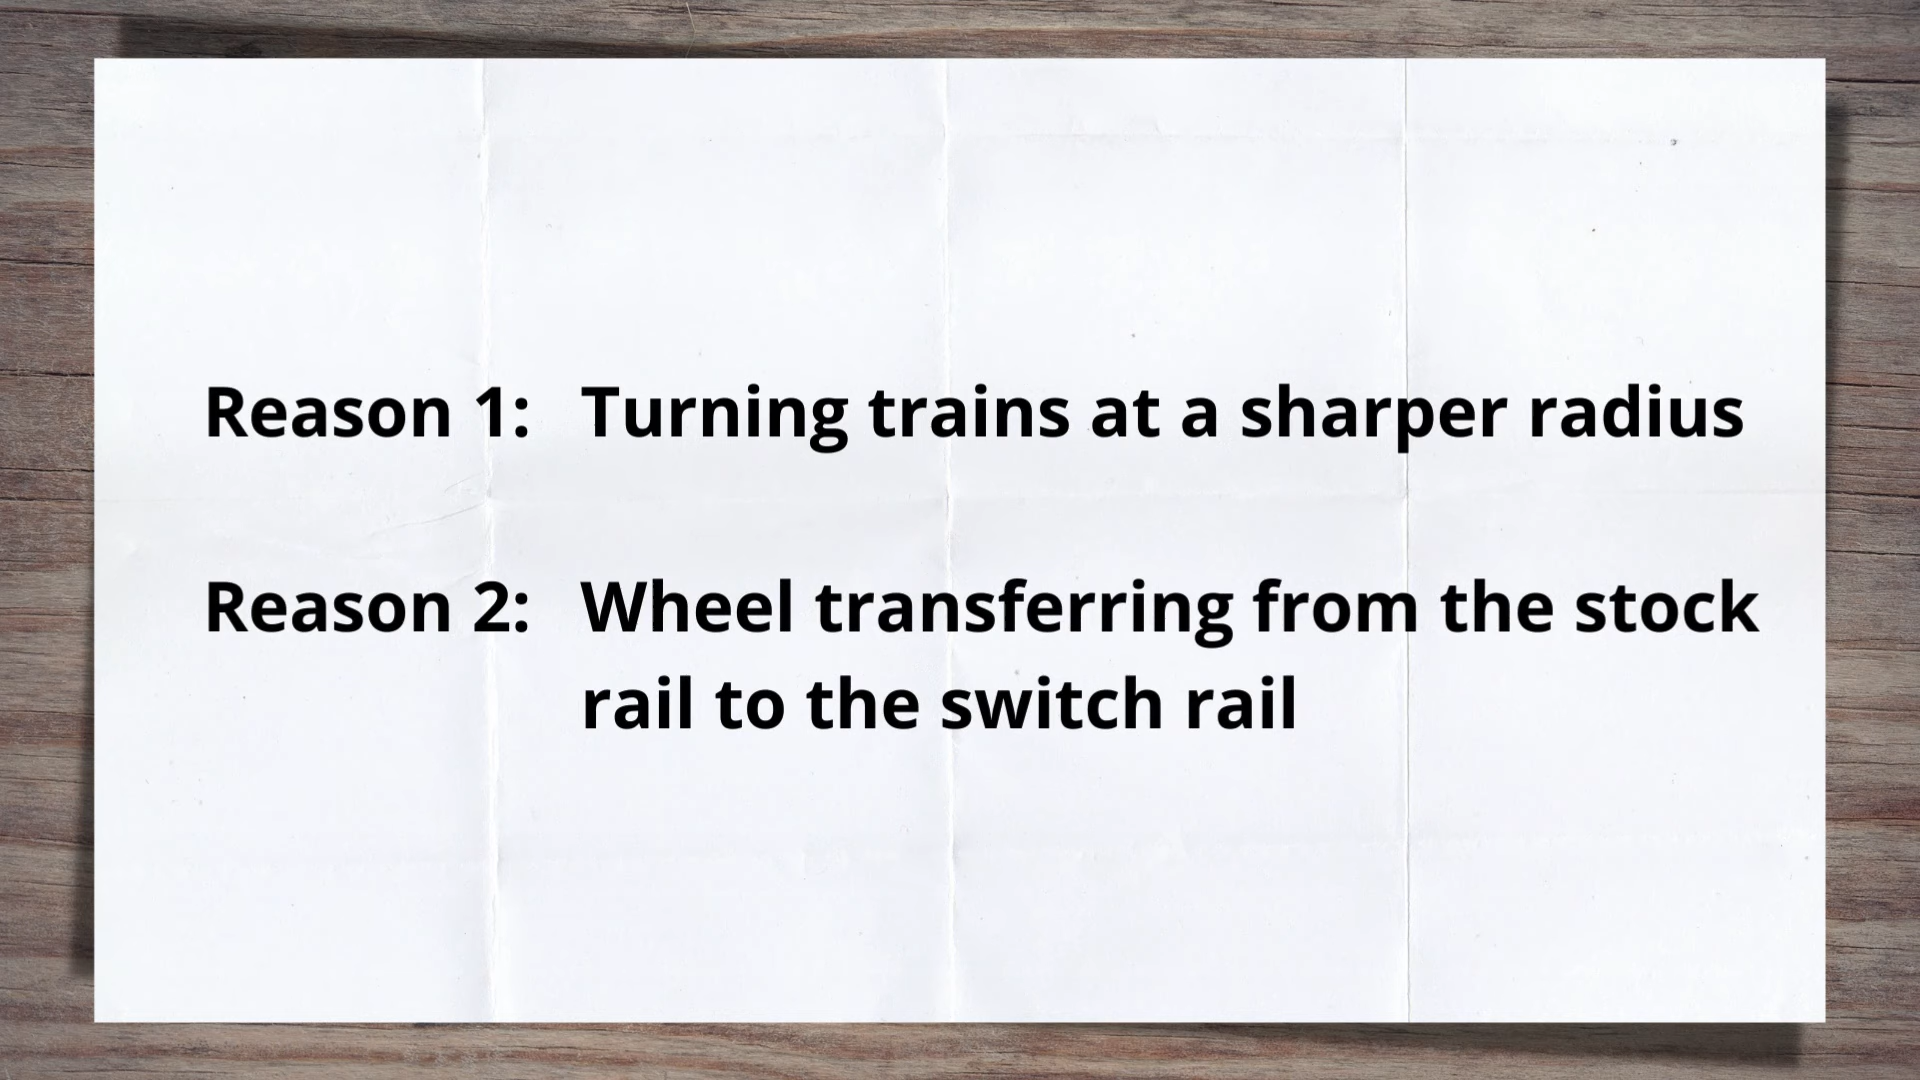 Reason 1: Turning trains at a sharper radius
Reason 2: Wheel transferring from the stock
rail to the switch rail